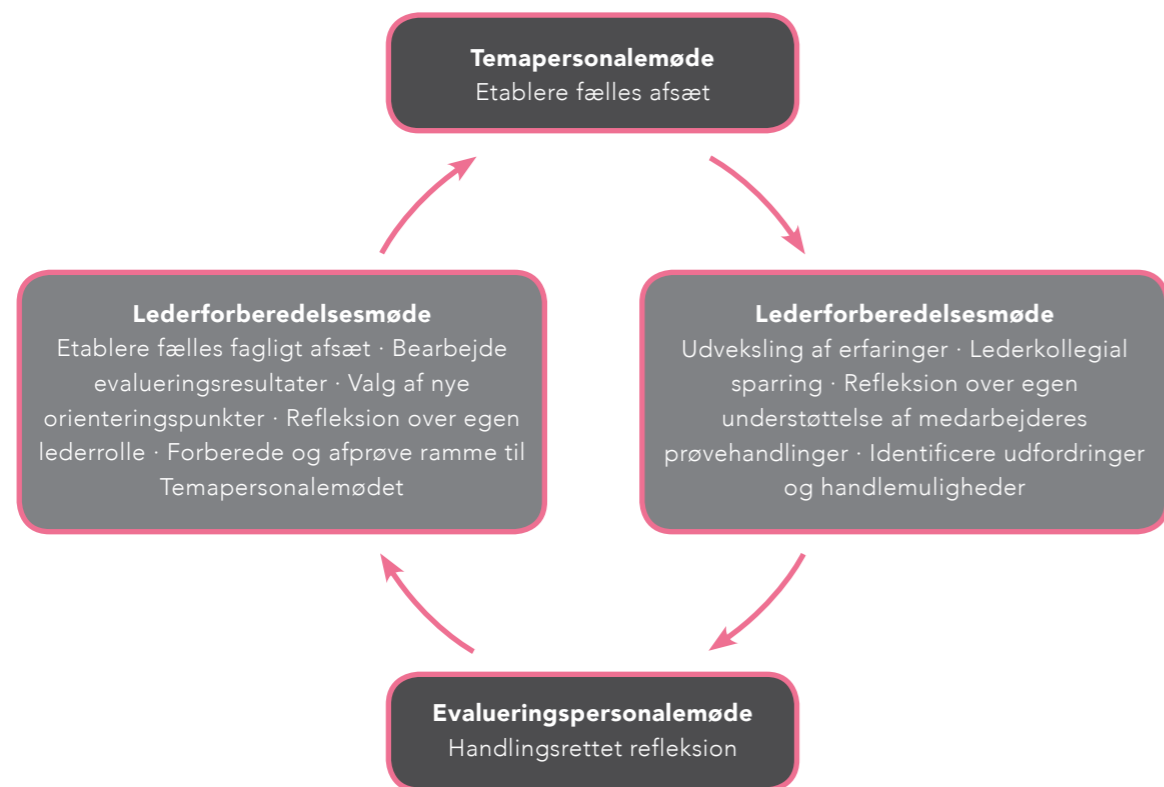 Temapersonalemøde
Etablere fælles afsæt
Lederforberedelsesmøde
Etablere fælles fagligt afsæt · Bearbejde
evalueringsresultater · Valg af nye
orienteringspunkter · Refleksion over egen
lederrolle · Forberede og afprøve ramme til
Temapersonalemødet
Lederforberedelsesmøde
Udveksling af erfaringer · Lederkollegial
sparring · Refleksion over egen
understøttelse af medarbejderes
prøvehandlinger · Identificere udfordringer
og handlemuligheder
Evalueringspersonalemøde
Handlingsrettet refleksion